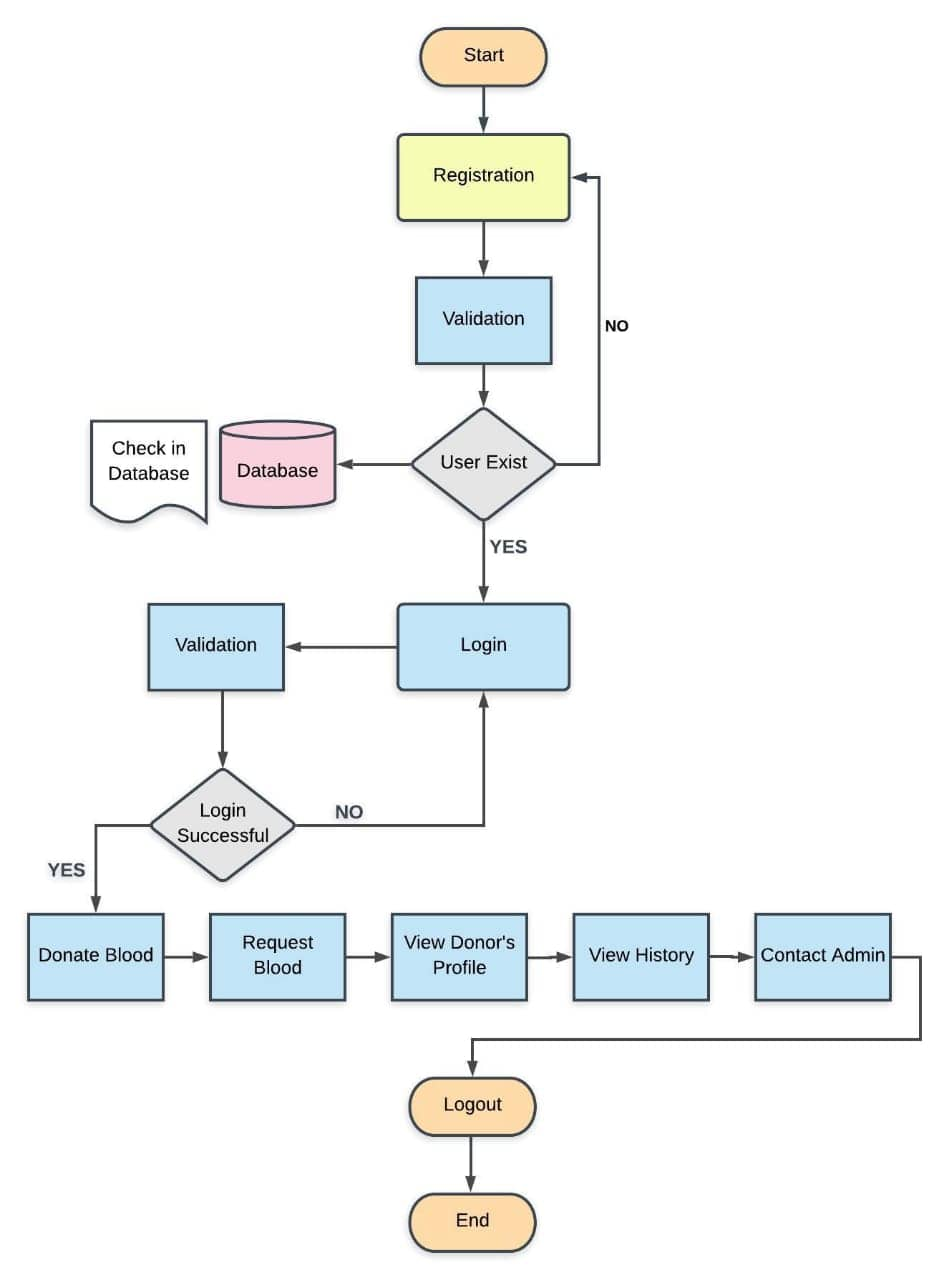 Start
Registration
Validation
NO
Check in
Database
Database
User Exist
YES
Validation
Login
Login
Successful
NO
YES
Donate Blood
Request
Blood
View Donor's
Profile
View History
Contact Admin
Logout
End